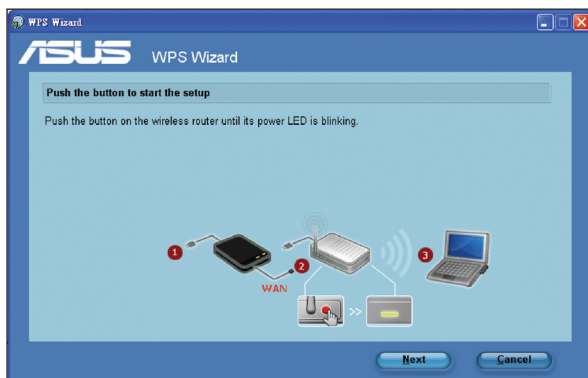 WPS Wizard
ASUS WPS Wizard
Push the button to start the setup
Push the button on the wireless router until its power LED is blinking.
1
2
3
WAN
>>
Next
Cancel